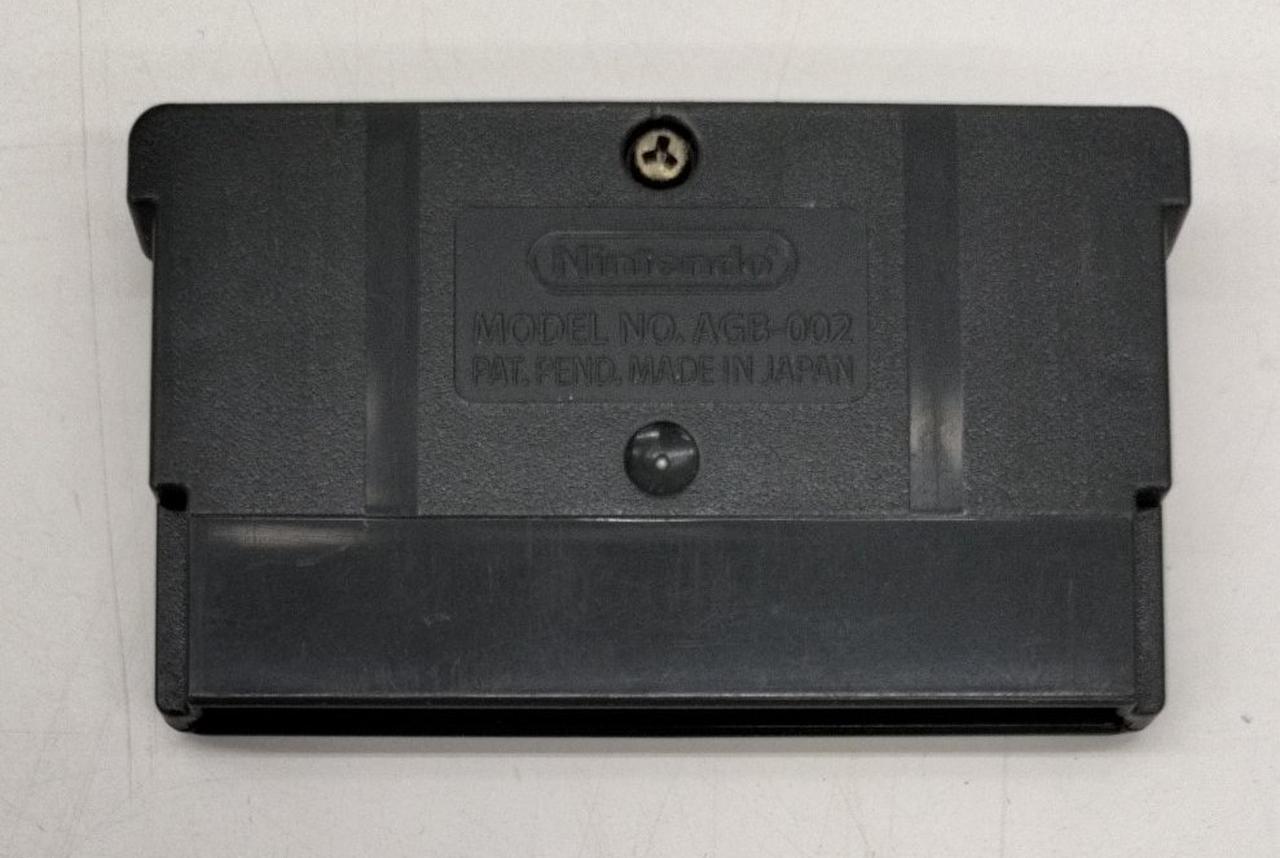 Nintendo
MODEL NO. AGB-002
PAT. PEND. MADE IN JAPAN